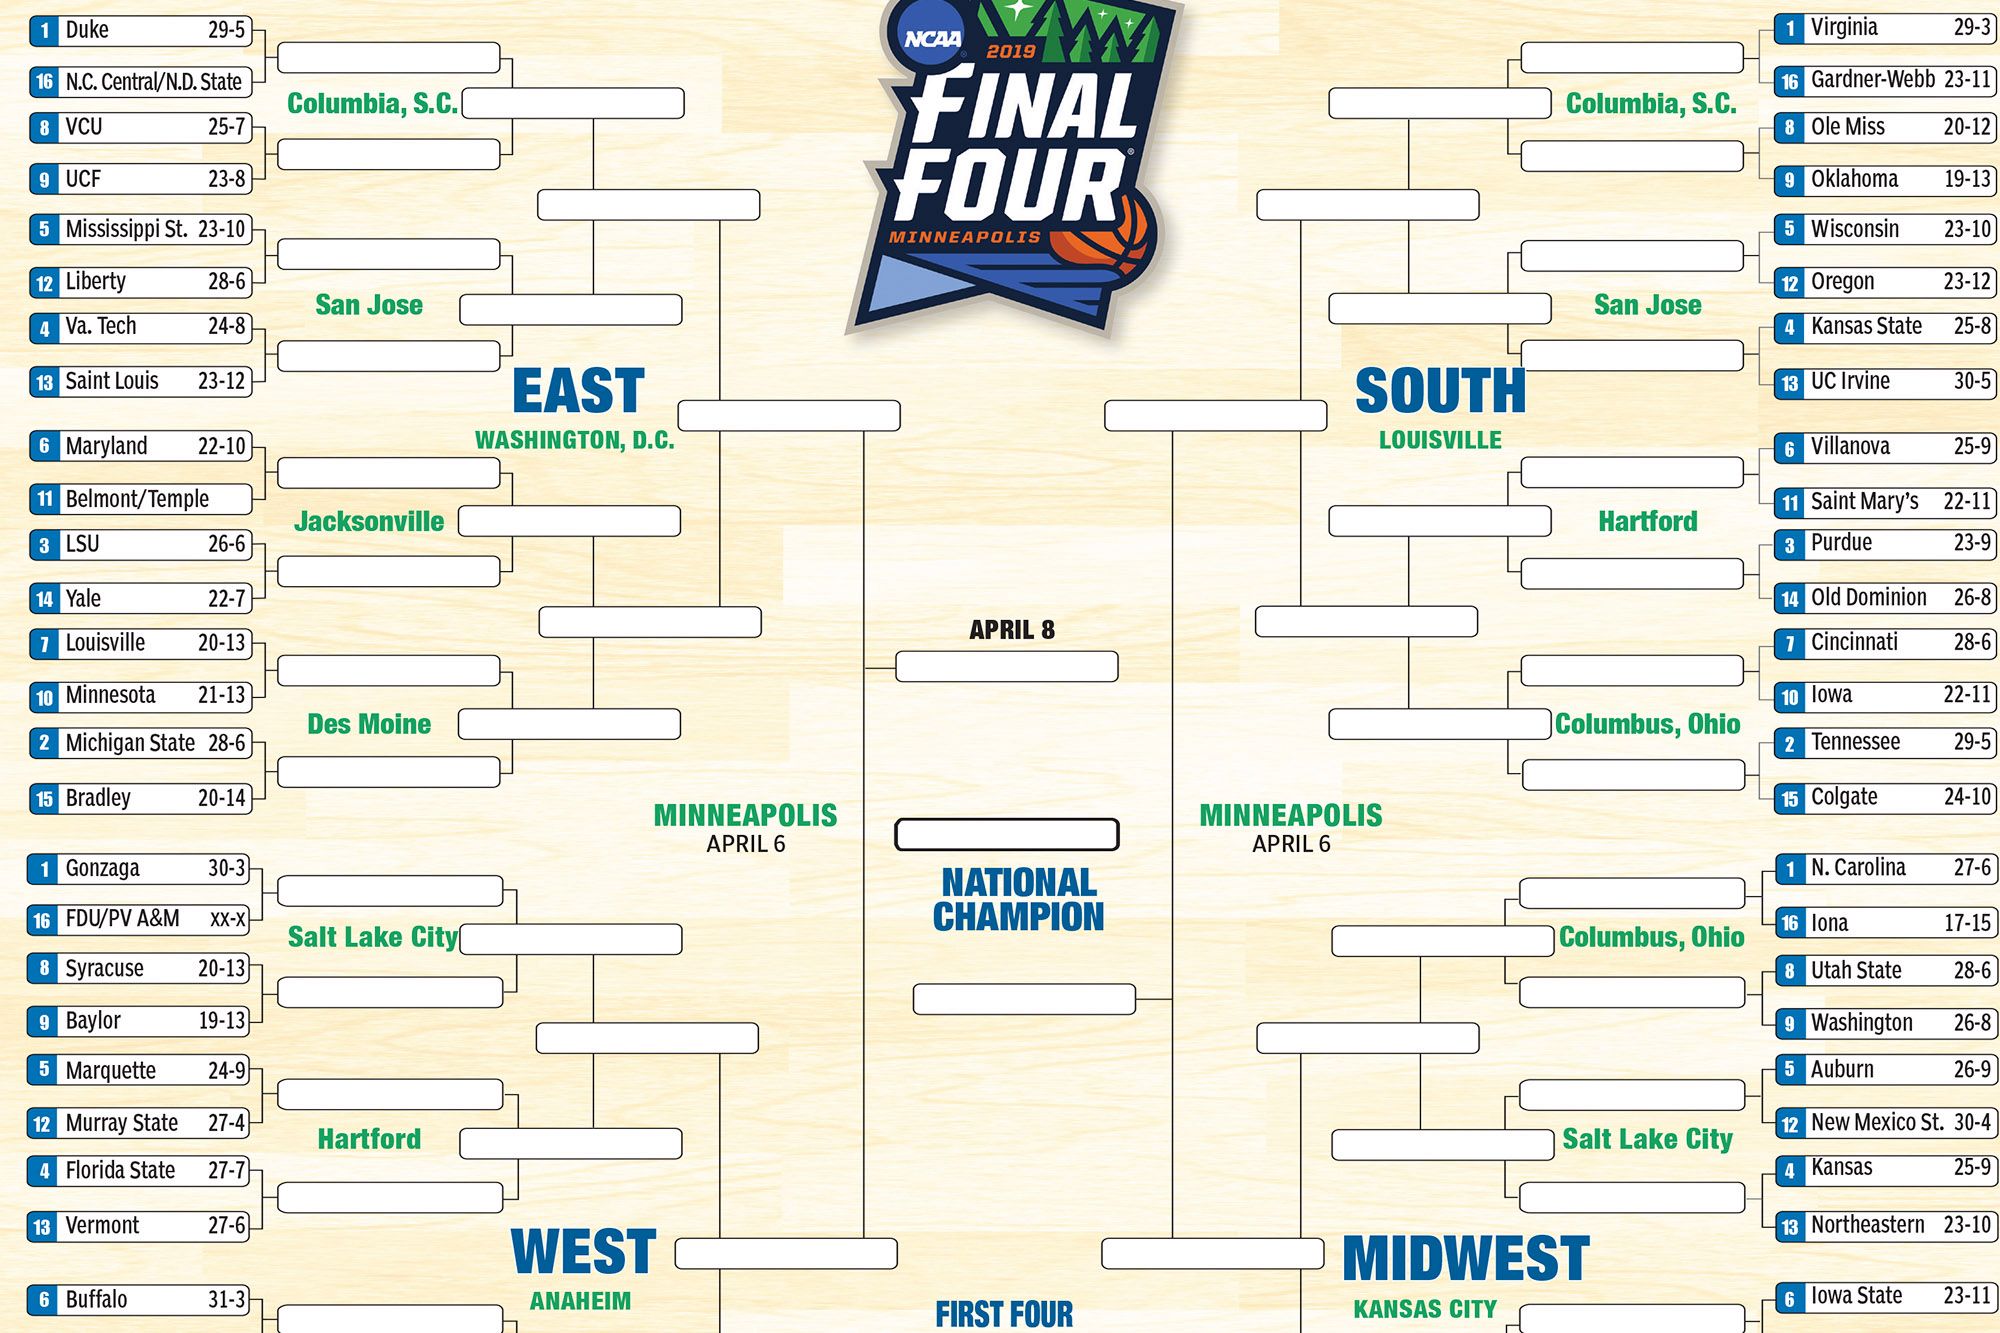 NCAA
2019
FINAL
FOUR
MINNEAPOLIS
1 Duke 29-5
16 N.C. Central/N.D. State
Columbia, S.C.
8 VCU 25-7
9 UCF 23-8
5 Mississippi St. 23-10
12 Liberty 28-6
San Jose
4 Va. Tech 24-8
13 Saint Louis 23-12
EAST
WASHINGTON, D.C.
6 Maryland 22-10
11 Belmont/Temple
Jacksonville
3 LSU 26-6
14 Yale 22-7
7 Louisville 20-13
10 Minnesota 21-13
Des Moine
2 Michigan State 28-6
15 Bradley 20-14
MINNEAPOLIS
APRIL 6
1 Gonzaga 30-3
16 FDU/PV A&M xx-x
Salt Lake City
8 Syracuse 20-13
9 Baylor 19-13
5 Marquette 24-9
12 Murray State 27-4
Hartford
4 Florida State 27-7
13 Vermont 27-6
WEST
ANAHEIM
6 Buffalo 31-3
APRIL 8
NATIONAL
CHAMPION
FIRST FOUR
1 Virginia 29-3
16 Gardner-Webb 23-11
Columbia, S.C.
8 Ole Miss 20-12
9 Oklahoma 19-13
5 Wisconsin 23-10
12 Oregon 23-12
San Jose
4 Kansas State 25-8
13 UC Irvine 30-5
SOUTH
LOUISVILLE
6 Villanova 25-9
11 Saint Mary's 22-11
Hartford
3 Purdue 23-9
14 Old Dominion 26-8
7 Cincinnati 28-6
10 Iowa 22-11
Columbus, Ohio
2 Tennessee 29-5
15 Colgate 24-10
MINNEAPOLIS
APRIL 6
1 N. Carolina 27-6
16 Iona 17-15
Columbus, Ohio
8 Utah State 28-6
9 Washington 26-8
5 Auburn 26-9
12 New Mexico St. 30-4
Salt Lake City
4 Kansas 25-9
13 Northeastern 23-10
MIDWEST
KANSAS CITY
6 Iowa State 23-11